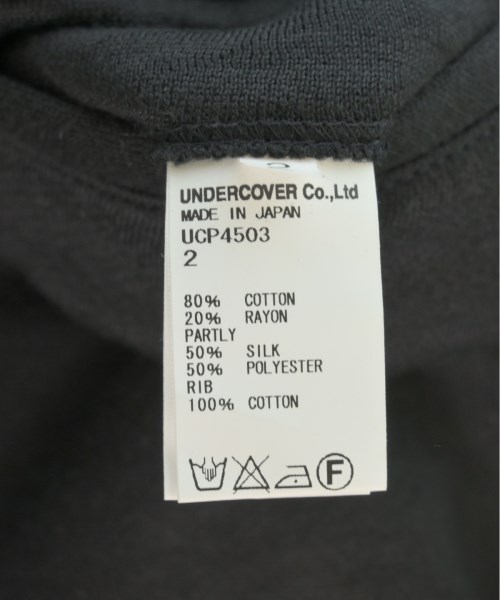 UNDERCOVER Co.,Ltd
MADE IN JAPAN
UCP4503
2
80% COTTON
20% RAYON
PARTLY
50% SILK
50% POLYESTER
RIB
100% COTTON
F